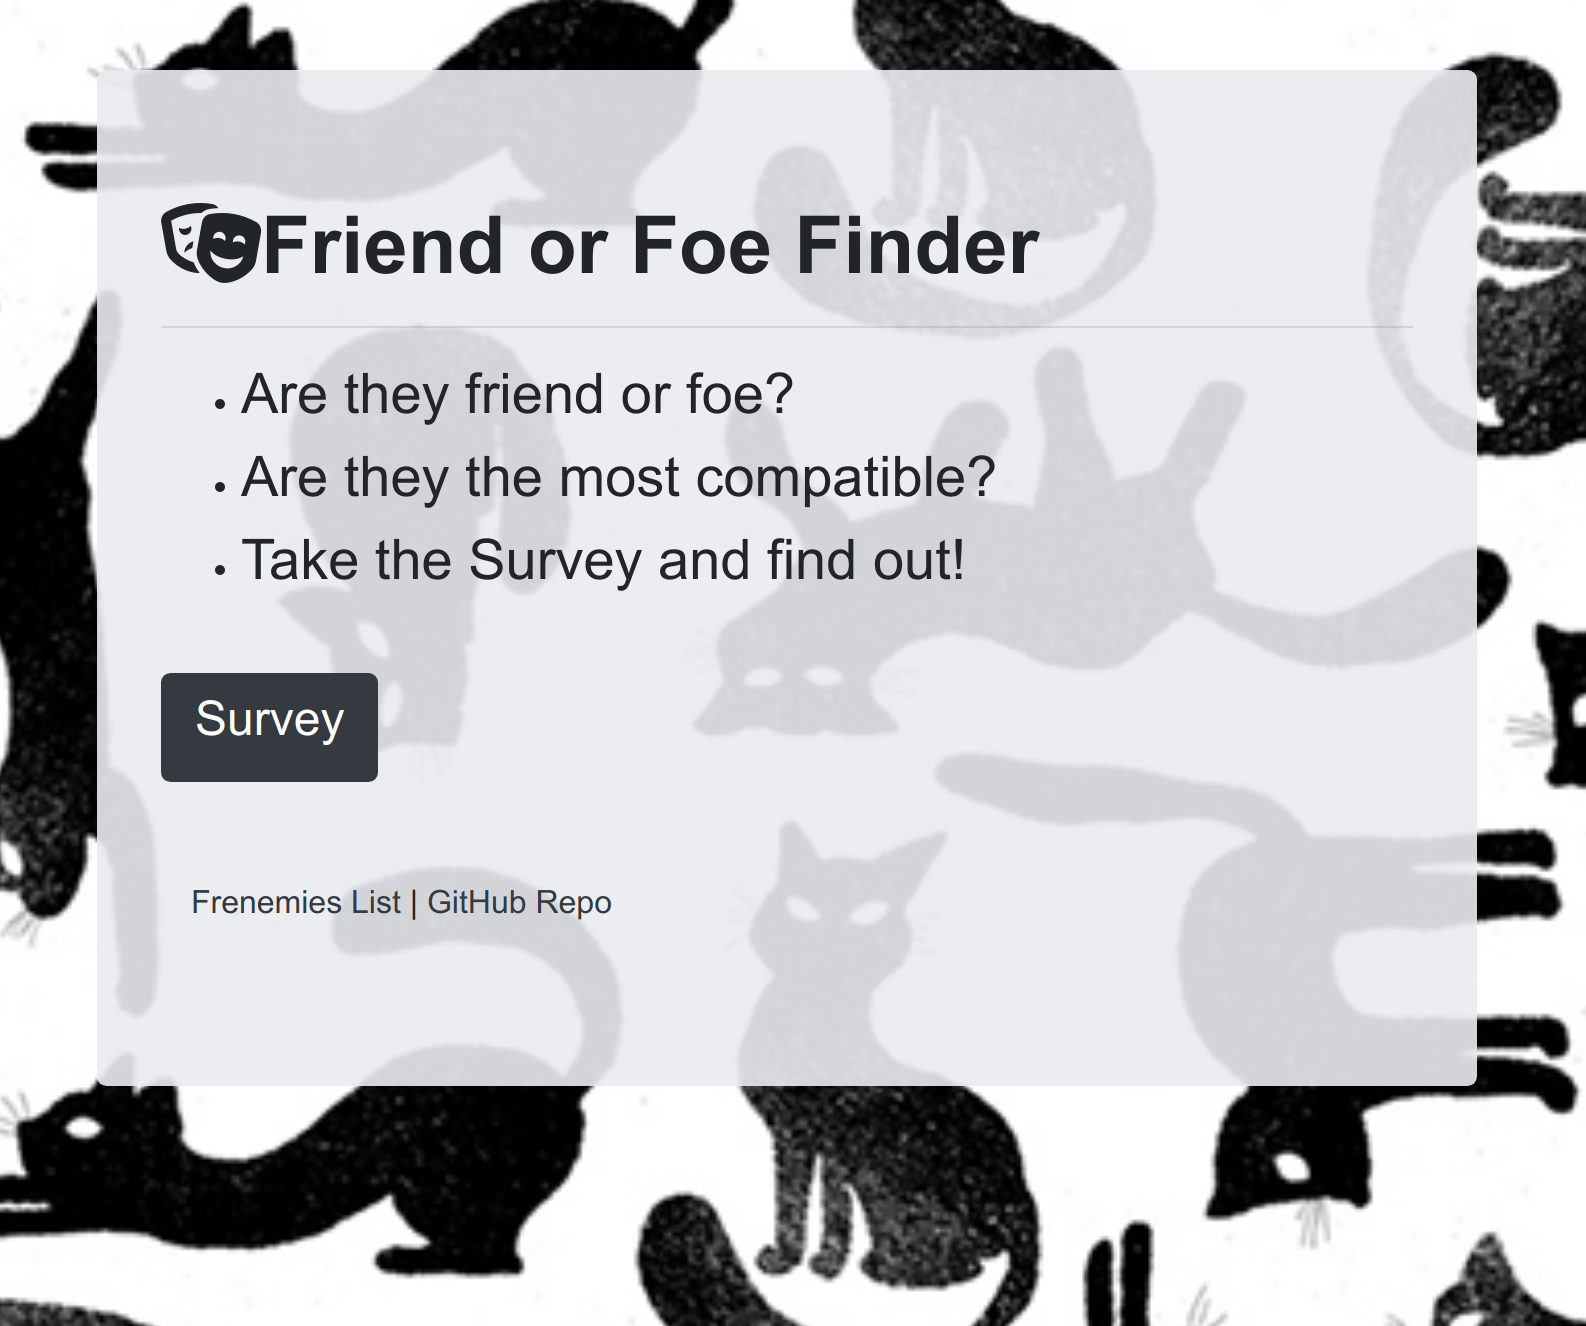 Friend or Foe Finder
Are they friend or foe?
Are they the most compatible?
Take the Survey and find out!
Survey
Frenemies List | GitHub Repo